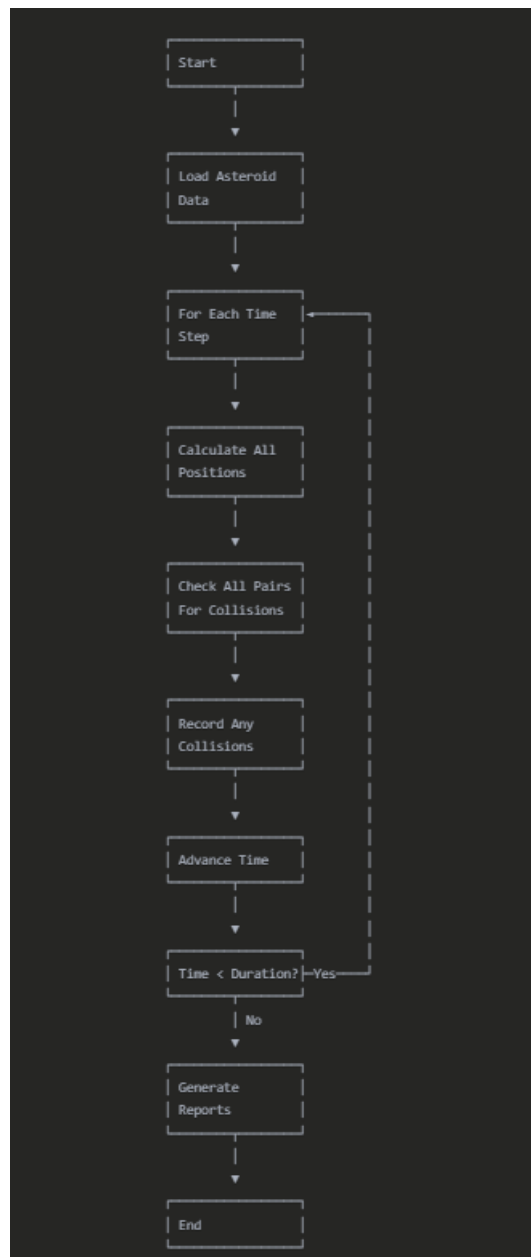 Start
Load Asteroid
Data
For Each Time
Step
Calculate All
Positions
Check All Pairs
For Collisions
Record Any
Collisions
Advance Time
Time < Duration? Yes
No
Generate
Reports
End